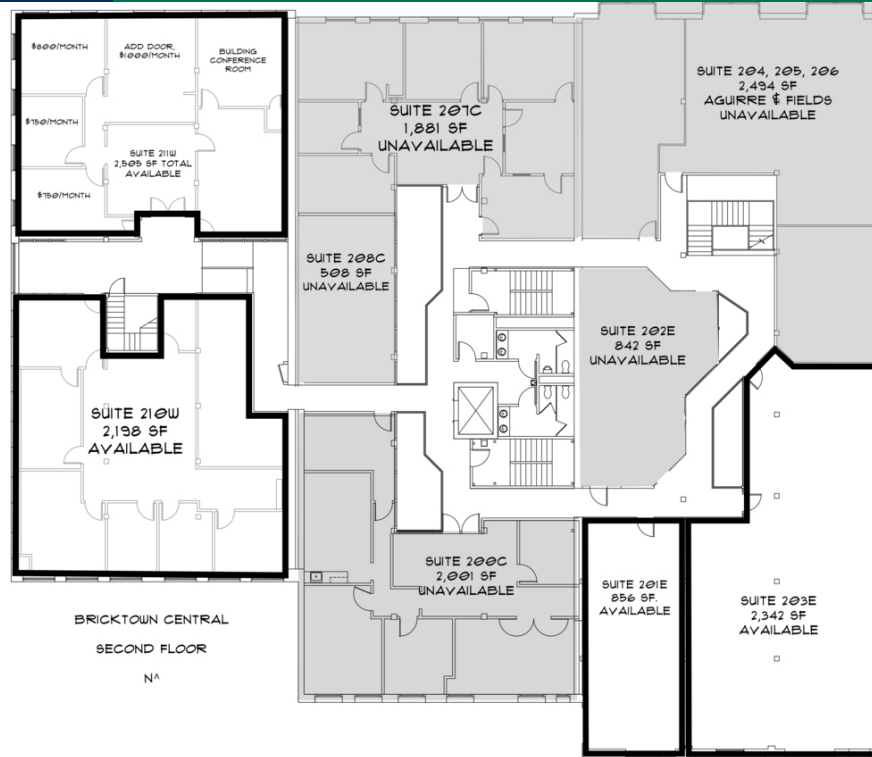 $800/MONTH
ADD DOOR,
$1000/MONTH
BULDING
CONFERENCE
ROOM
$750/MONTH
SUITE 211W
2,505 SF TOTAL
AVAILABLE
$750/MONTH
SUITE 207C
1,881 SF
UNAVAILABLE
SUITE 204, 205, 206
2,494 SF
AGUIRRE & FIELDS
UNAVAILABLE
SUITE 208C
508 SF
UNAVAILABLE
SUITE 202E
842 SF
UNAVAILABLE
SUITE 210W
2,198 SF
AVAILABLE
SUITE 200C
2,001 SF
UNAVAILABLE
SUITE 201E
856 SF.
AVAILABLE
SUITE 203E
2,342 SF
AVAILABLE
BRICKTOWN CENTRAL
SECOND FLOOR
N^